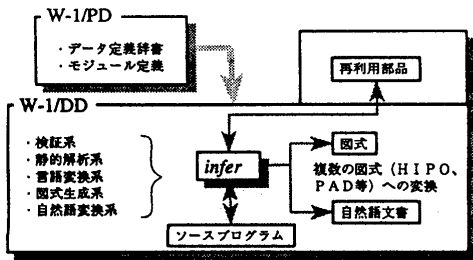 W-1/PD
・データ定義辞書
・モジュール定義
再利用部品
W-1/DD
・検証系
・静的解析系
・言語変換系
・図式生成系
・自然語変換系
infer
図式
複数の図式(HIPO、
PAD等)への変換
自然語文書
ソースプログラム